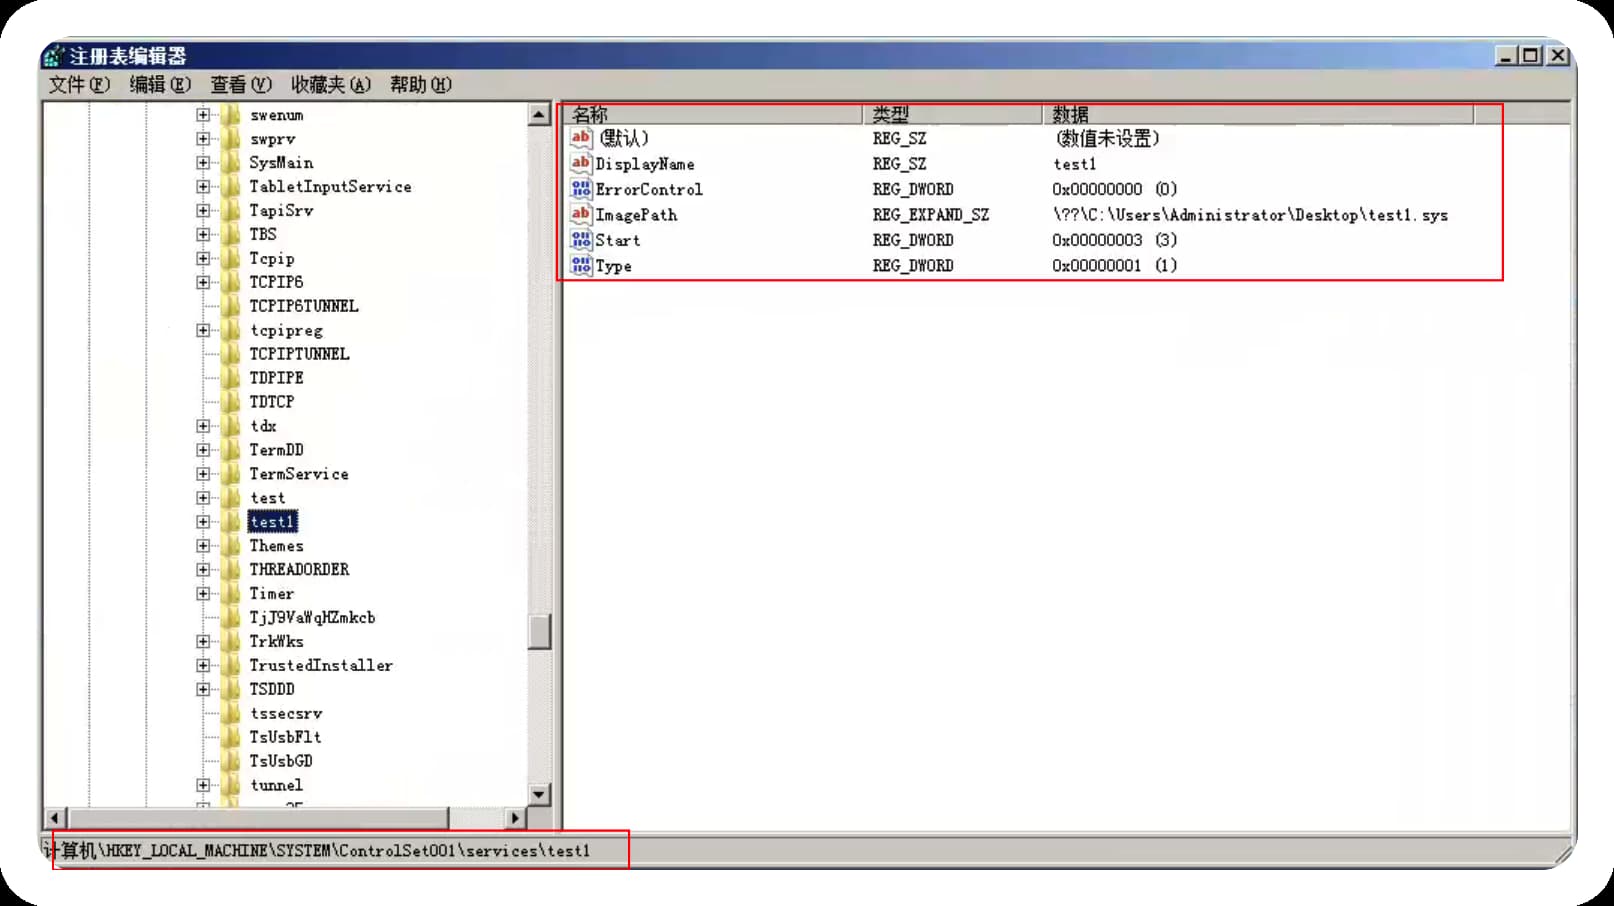 注册表编辑器
文件(F) 编辑(E) 查看(V) 收藏夹(A) 帮助(H)
swenum
swprv
SysMain
TabletInputService
TapiSrv
TBS
Tcpip
TCPIP6
TCPIP6TUNNEL
tcpipreg
TCPIPTUNNEL
TDPIPE
TDTCP
tdx
TermDD
TermService
test
test1
Themes
THREADORDER
Timer
TjJ9VaWqHZmkcb
TrkWks
TrustedInstaller
TSDDD
tssecsrv
TsUsbFlt
TsUsbGD
tunnel
名称 类型 数据
(默认) REG_SZ (数值未设置)
DisplayName REG_SZ test1
ErrorControl REG_DWORD 0x00000000 (0)
ImagePath REG_EXPAND_SZ \??\C:\Users\Administrator\Desktop\test1.sys
Start REG_DWORD 0x00000003 (3)
Type REG_DWORD 0x00000001 (1)
计算机\HKEY_LOCAL_MACHINE\SYSTEM\ControlSet001\services\test1